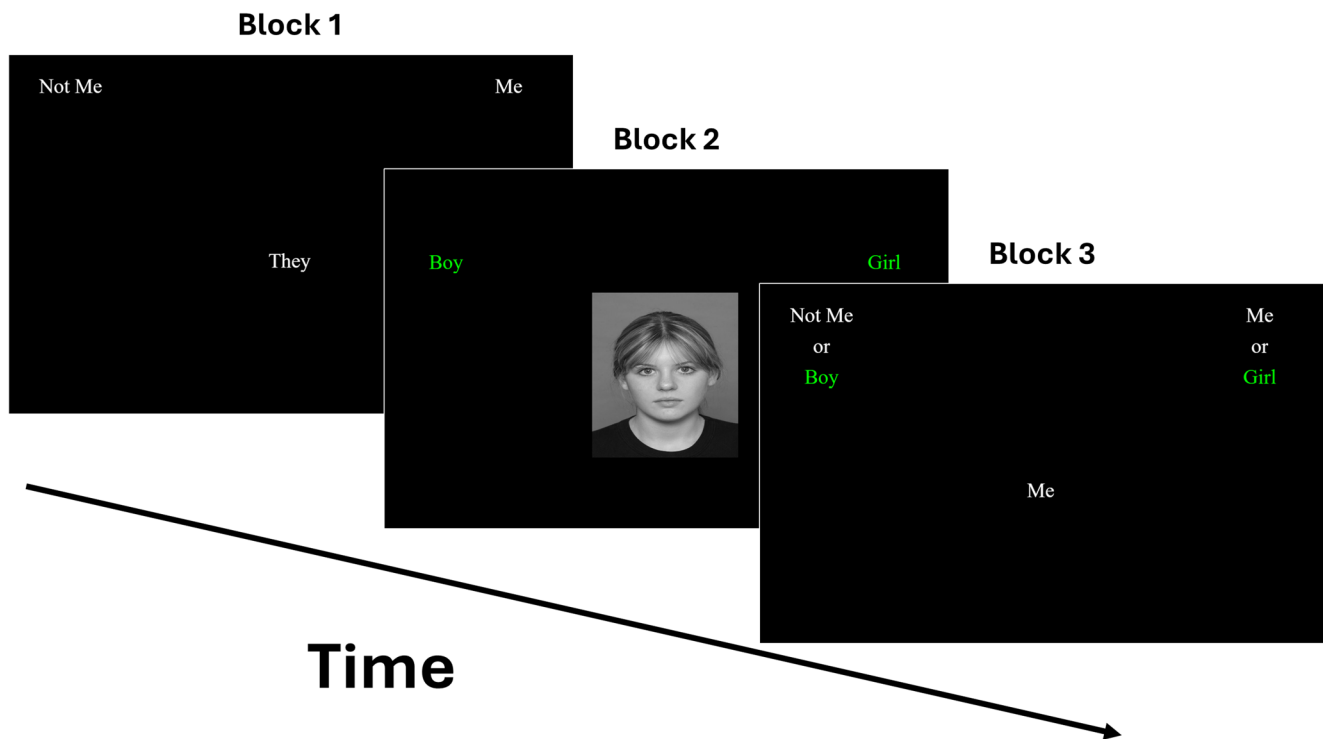 Block 1
Not Me
Me
They
Block 2
Boy
Girl
Block 3
Not Me
or
Boy
Me
or
Girl
Me
Time